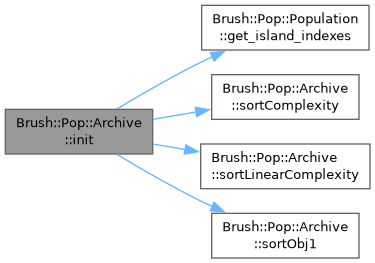 Brush::Pop::Archive
::init
Brush::Pop::Population
::get_island_indexes
Brush::Pop::Archive
::sortComplexity
Brush::Pop::Archive
::sortLinearComplexity
Brush::Pop::Archive
::sortObj1